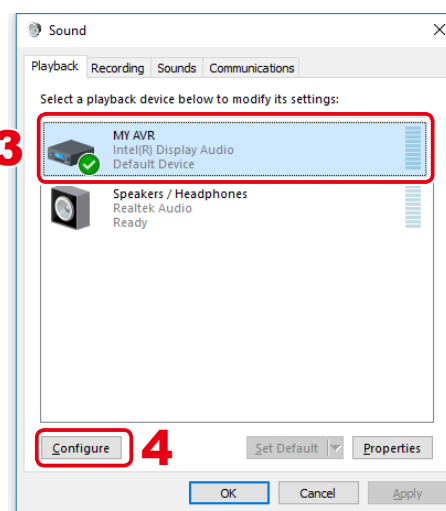 Sound
Playback Recording Sounds Communications
Select a playback device below to modify its settings:
3
MY AVR
Intel(R) Display Audio
Default Device
Speakers / Headphones
Realtek Audio
Ready
Configure 4 Set Default Properties
OK Cancel Apply